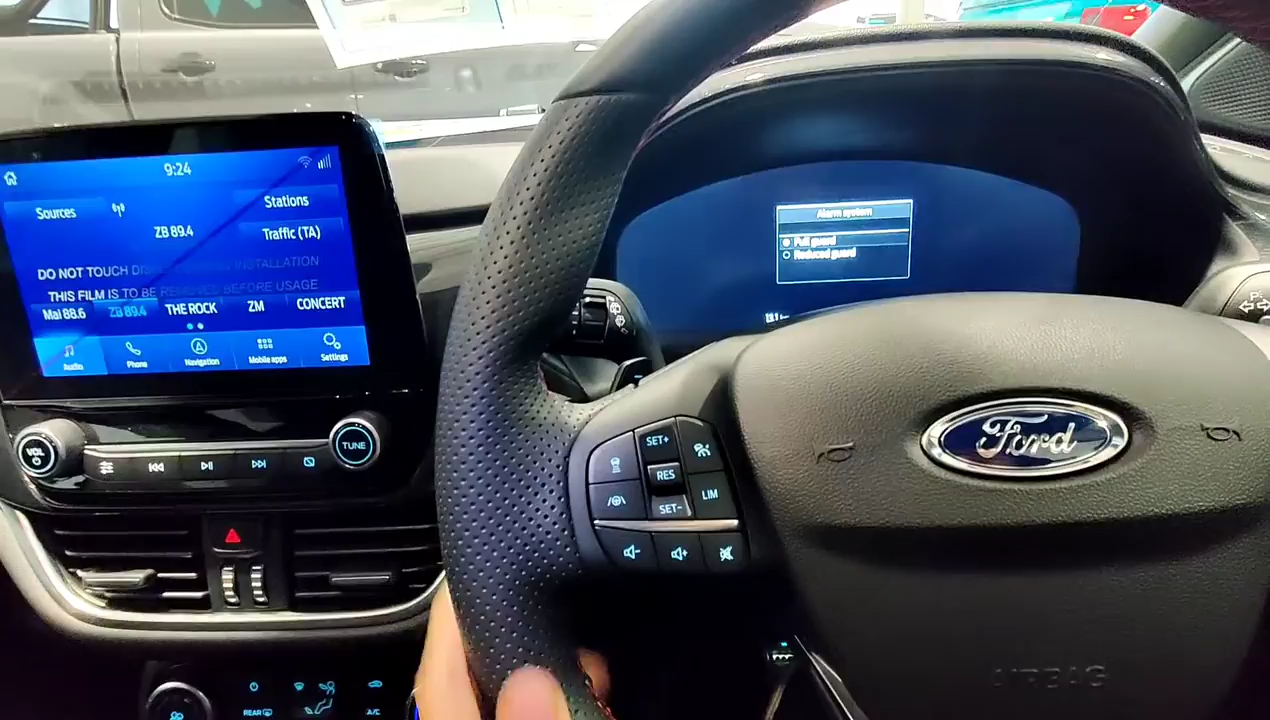 9:24
Sources
Stations
ZB 89.4
Traffic (TA)
DO NOT TOUCH INSTALLATION
THIS FILM IS TO BE REMOVED BEFORE USAGE
Mai 88.6 ZB 89.4 THE ROCK ZM CONCERT
Audio Phone Navigation Mobile apps Settings
VOL
TUNE
Alarm system
Full guard
Reduced guard
SET+
RES
LIM
SET-
Ford
AIRBAG
REAR
A/C